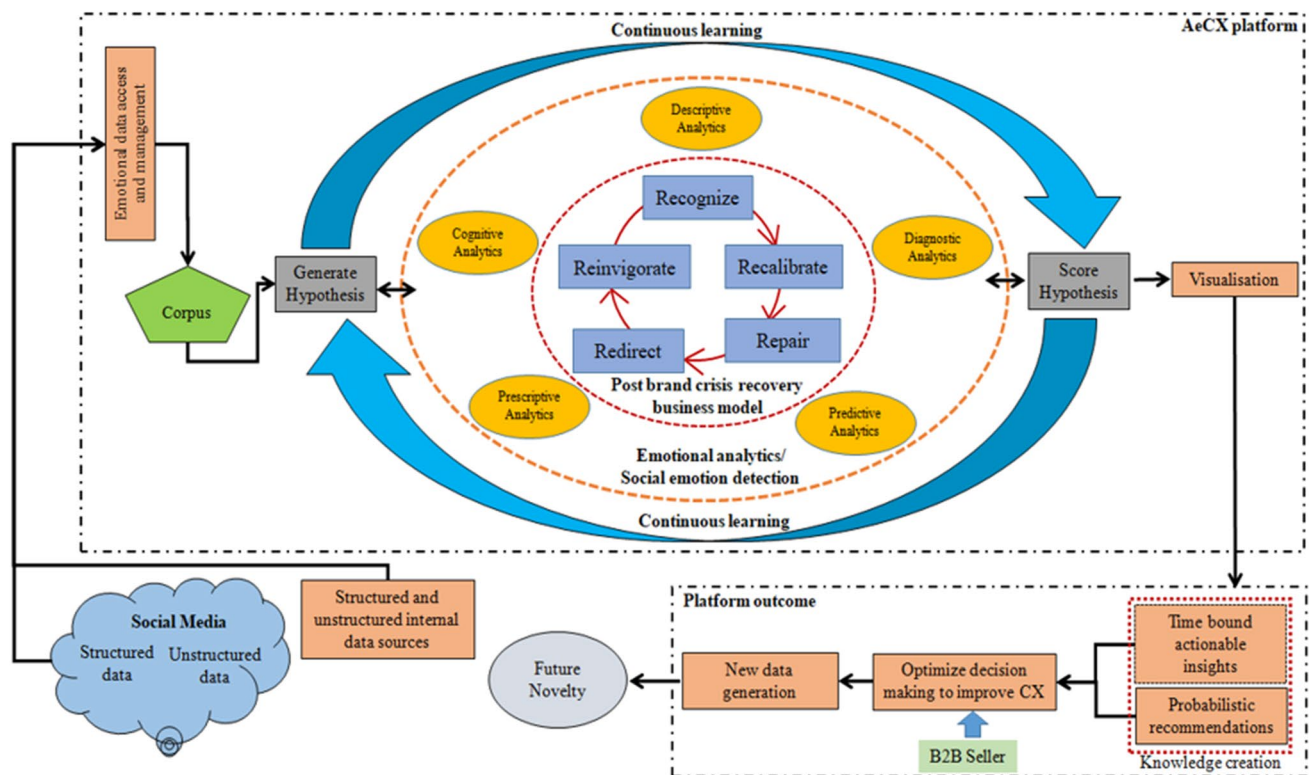 Continuous learning
AeCX platform
Emotional data access
and management
Descriptive
Analytics
Recognize
Cognitive
Analytics
Diagnostic
Analytics
Reinvigorate
Recalibrate
Generate
Hypothesis
Score
Hypothesis
Visualisation
Corpus
Redirect
Repair
Post brand crisis recovery
business model
Prescriptive
Analytics
Predictive
Analytics
Emotional analytics/
Social emotion detection
Continuous learning
Structured and
unstructured internal
data sources
Social Media
Structured
data
Unstructured
data
Platform outcome
Time bound
actionable
insights
Future
Novelty
New data
generation
Optimize decision
making to improve CX
Probabilistic
recommendations
B2B Seller
Knowledge creation